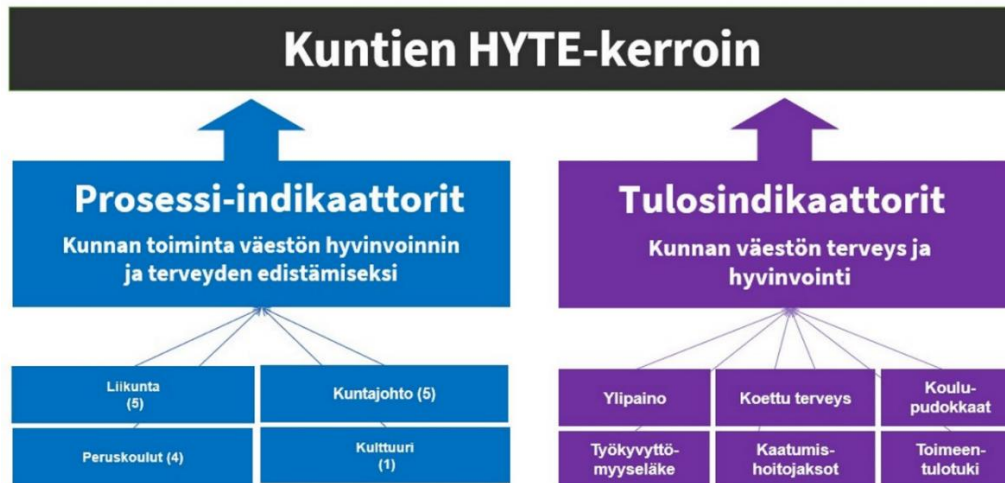 Kuntien HYTE-kerroin
Prosessi-indikaattorit
Kunnan toiminta väestön hyvinvoinnin
ja terveyden edistämiseksi
Tulosindikaattorit
Kunnan väestön terveys ja
hyvinvointi
Liikunta
(5)
Kuntajohto (5)
Peruskoulut (4)
Kulttuuri
(1)
Ylipaino
Koettu terveys
Koulu-
pudokkaat
Työkyvyttö-
myyseläke
Kaatumis-
hoitojaksot
Toimeen-
tulotuki